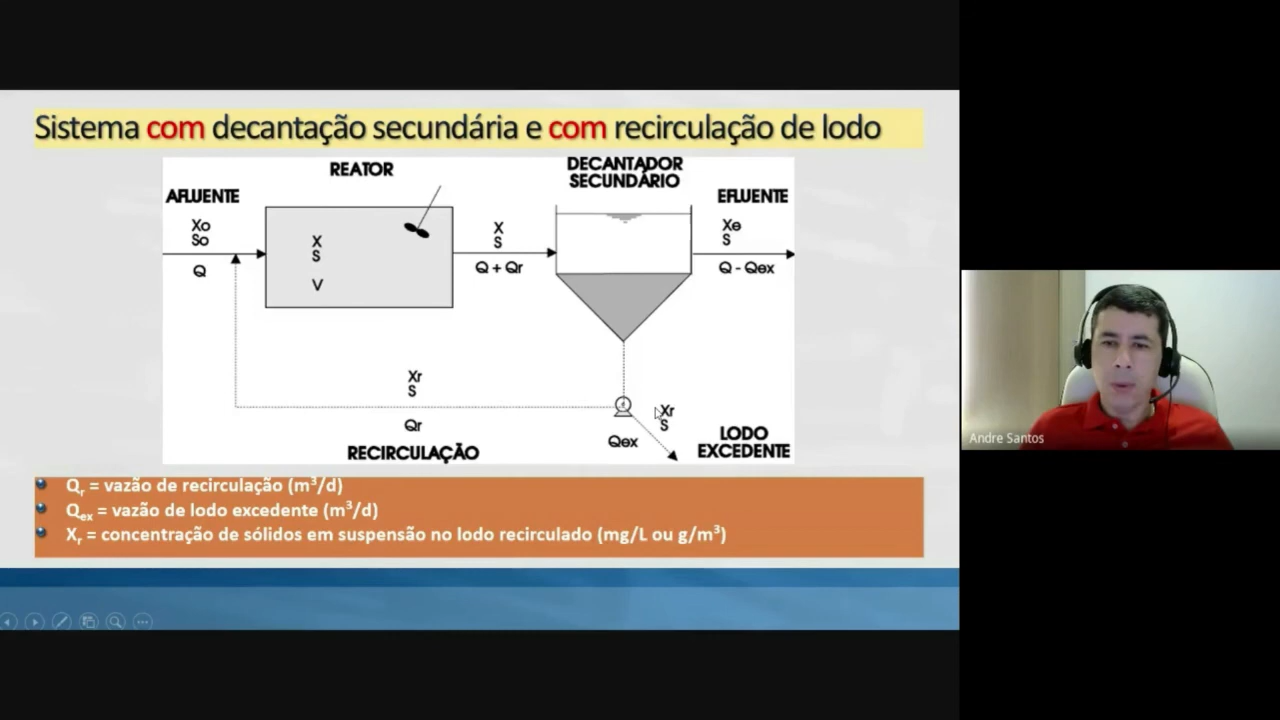 Sistema com decantação secundária e com recirculação de lodo
REATOR
DECANTADOR
SECUNDÁRIO
AFLUENTE
EFLUENTE
Xo
So
Q
X
S
V
X
S
Q + Qr
Xe
S
Q - Qex
Xr
S
Qr
RECIRCULAÇÃO
Xr
S
Qex
LODO
EXCEDENTE
Qr = vazão de recirculação (m³/d)
Qex = vazão de lodo excedente (m³/d)
Xr = concentração de sólidos em suspensão no lodo recirculado (mg/L ou g/m³)
Andre Santos